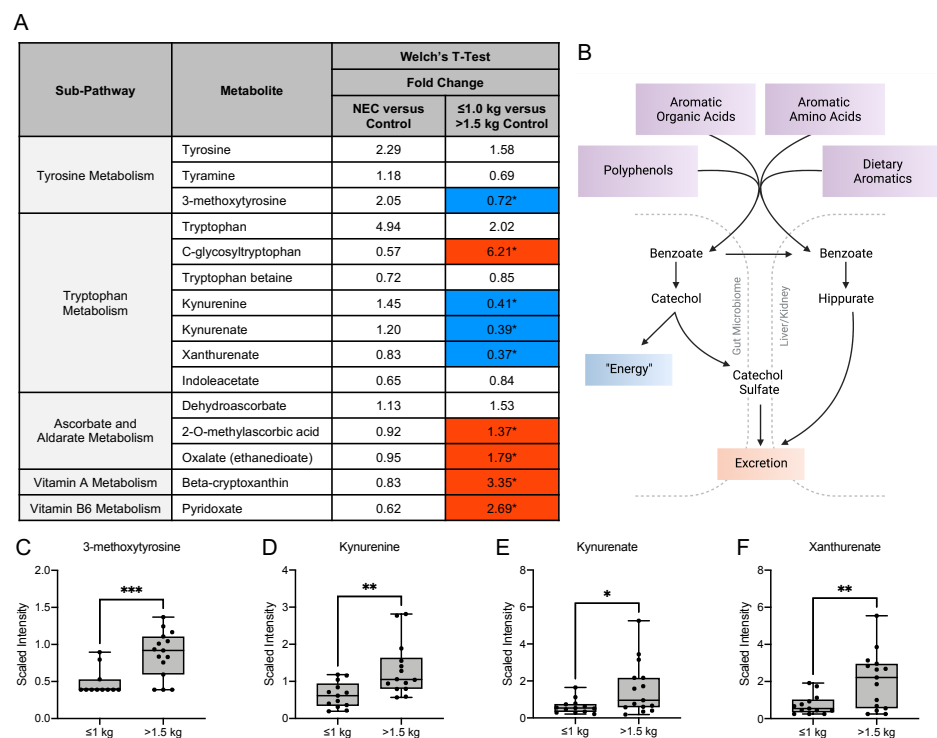 A
Sub-Pathway
Metabolite
Welch's T-Test
Fold Change
NEC versus
Control
≤1.0 kg versus
>1.5 kg Control
Tyrosine Metabolism
Tyrosine 2.29 1.58
Tyramine 1.18 0.69
3-methoxytyrosine 2.05 0.72*
Tryptophan
Metabolism
Tryptophan 4.94 2.02
C-glycosyltryptophan 0.57 6.21*
Tryptophan betaine 0.72 0.85
Kynurenine 1.45 0.41*
Kynurenate 1.20 0.39*
Xanthurenate 0.83 0.37*
Indoleacetate 0.65 0.84
Ascorbate and
Aldarate Metabolism
Dehydroascorbate 1.13 1.53
2-O-methylascorbic acid 0.92 1.37*
Oxalate (ethanedioate) 0.95 1.79*
Vitamin A Metabolism Beta-cryptoxanthin 0.83 3.35*
Vitamin B6 Metabolism Pyridoxate 0.62 2.69*
B
Aromatic
Organic Acids
Aromatic
Amino Acids
Polyphenols
Dietary
Aromatics
Benzoate
Benzoate
Catechol
Hippurate
Gut Microbiome
Liver/Kidney
"Energy"
Catechol
Sulfate
Excretion
C
3-methoxytyrosine
Scaled Intensity
2.0
1.5
1.0
0.5
0.0
***
≤1 kg >1.5 kg
D
Kynurenine
Scaled Intensity
4
3
2
1
0
**
≤1 kg >1.5 kg
E
Kynurenate
Scaled Intensity
8
6
4
2
0
*
≤1 kg >1.5 kg
F
Xanthurenate
Scaled Intensity
8
6
4
2
0
**
≤1 kg >1.5 kg